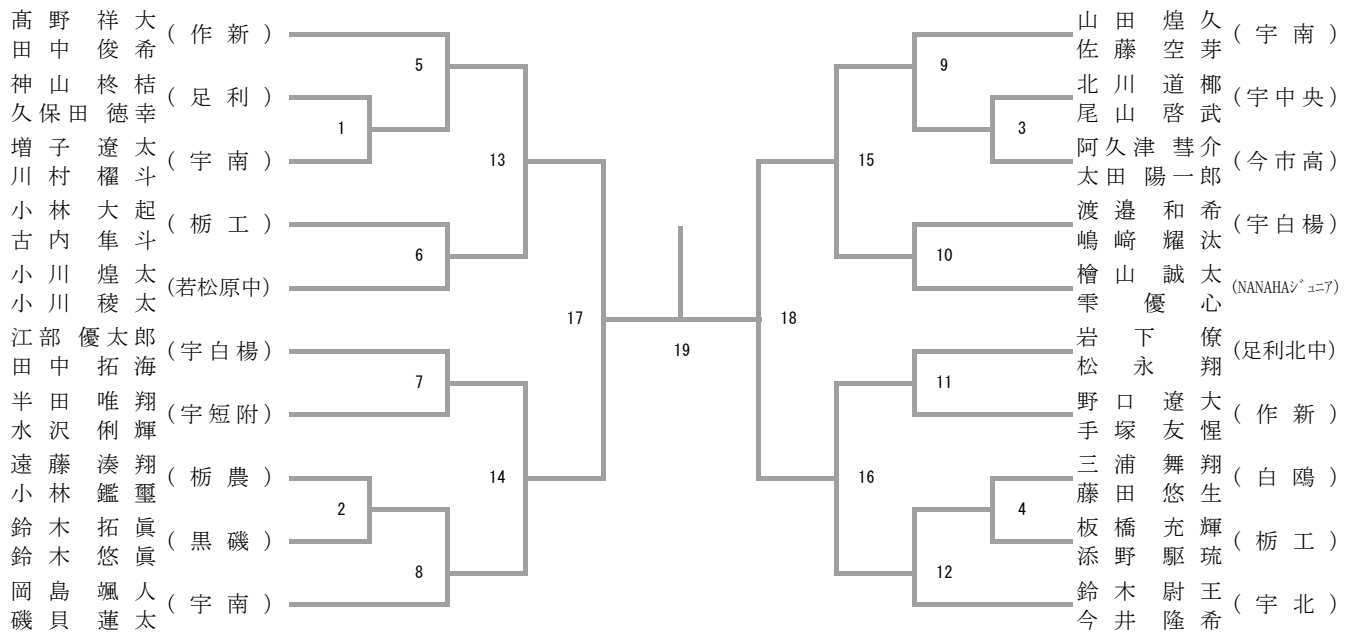 髙野祥大
田中俊希
(作新)
神山柊桔
久保田徳幸
(足利)
増子遼太
川村櫂斗
(宇南)
小林大起
古内隼斗
(栃工)
小川煌太
小川稜太
(若松原中)
江部優太郎
田中拓海
(宇白楊)
半田唯翔
水沢俐輝
(宇短附)
遠藤湊翔
小林鑑璽
(栃農)
鈴木拓眞
鈴木悠眞
(黒磯)
岡島颯人
磯貝蓮太
(宇南)
1
2
5
6
7
8
13
14
17
19
18
15
16
9
10
11
12
3
4
山田煌久
佐藤空芽
(宇南)
北川道椰
尾山啓武
(宇中央)
阿久津彗介
太田陽一郎
(今市高)
渡邉和希
嶋﨑耀汰
(宇白楊)
檜山誠太
雫優心
(NANAHAｼﾞｭﾆｱ)
岩下僚
松永翔
(足利北中)
野口遼大
手塚友惺
(作新)
三浦舞翔
藤田悠生
(白鴎)
板橋充輝
添野駆琉
(栃工)
鈴木尉王
今井隆希
(宇北)